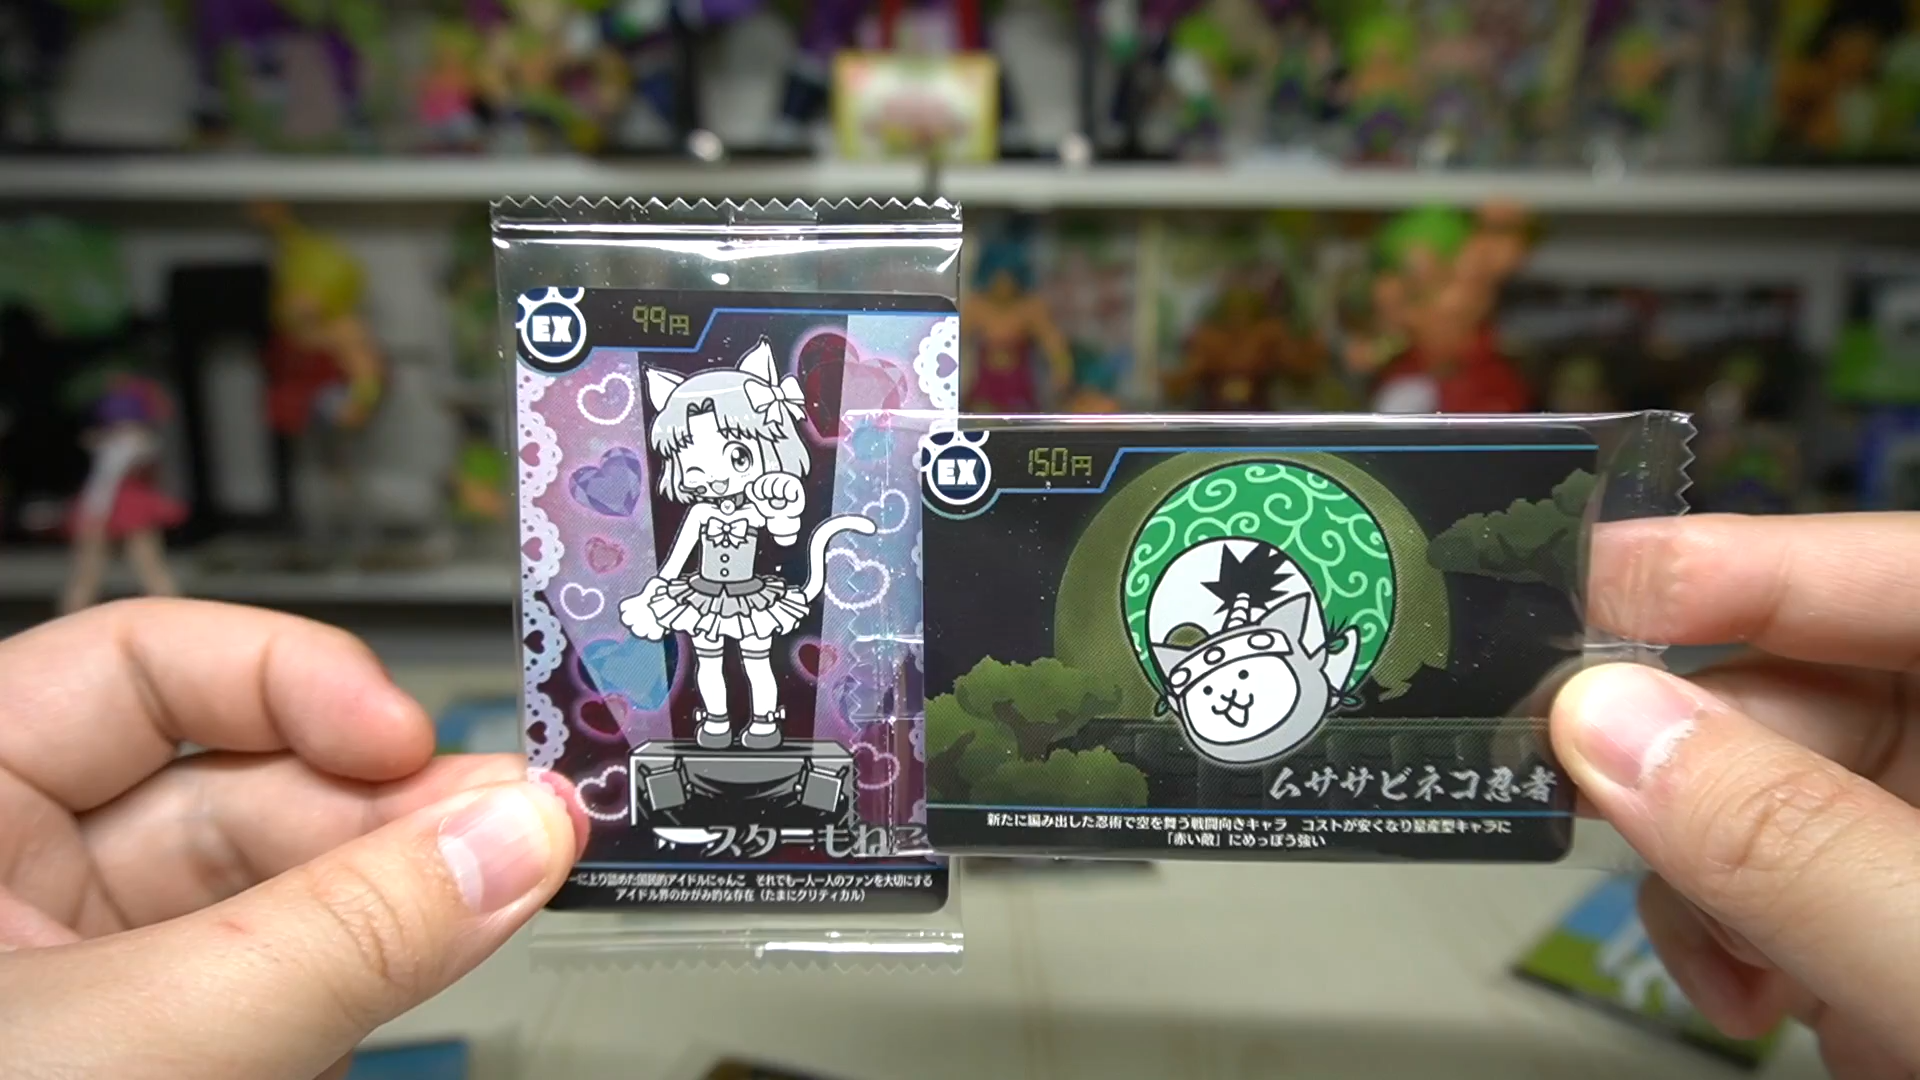 EX
99円
スターもねこ
に上り詰めた国民的アイドルにゃんこ それでも一人一人のファンを大切にする
アイドル界のかがみ的な存在(たまにクリティカル)
EX
150円
ムササビネコ忍者
新たに編み出した忍術で空を舞う戦闘向きキャラ コストが安くなり量産型キャラに
「赤い敵」にめっぽう強い